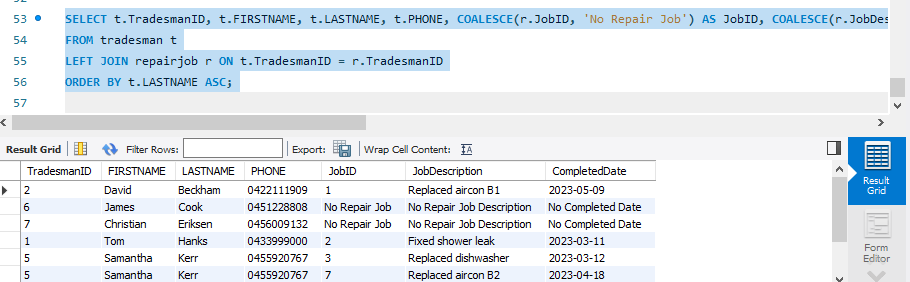 53 SELECT t.TradesmanID, t.FIRSTNAME, t.LASTNAME, t.PHONE, COALESCE(r.JobID, 'No Repair Job') AS JobID, COALESCE(r.JobDes
54
55 FROM tradesman t
LEFT JOIN repairjob r ON t.TradesmanID = r.TradesmanID
56 ORDER BY t.LASTNAME ASC;
57
Result Grid Filter Rows: Export: Wrap Cell Content: IA
TradesmanID FIRSTNAME LASTNAME PHONE JobID JobDescription CompletedDate
2 David Beckham 0422111909 1 Replaced aircon B1 2023-05-09
6 James Cook 0451228808 No Repair Job No Repair Job Description No Completed Date
7 Christian Eriksen 0456009132 No Repair Job No Repair Job Description No Completed Date
1 Tom Hanks 0433999000 2 Fixed shower leak 2023-03-11
5 Samantha Kerr 0455920767 3 Replaced dishwasher 2023-03-12
5 Samantha Kerr 0455920767 7 Replaced aircon B2 2023-04-18
Result
Grid
Form
Editor